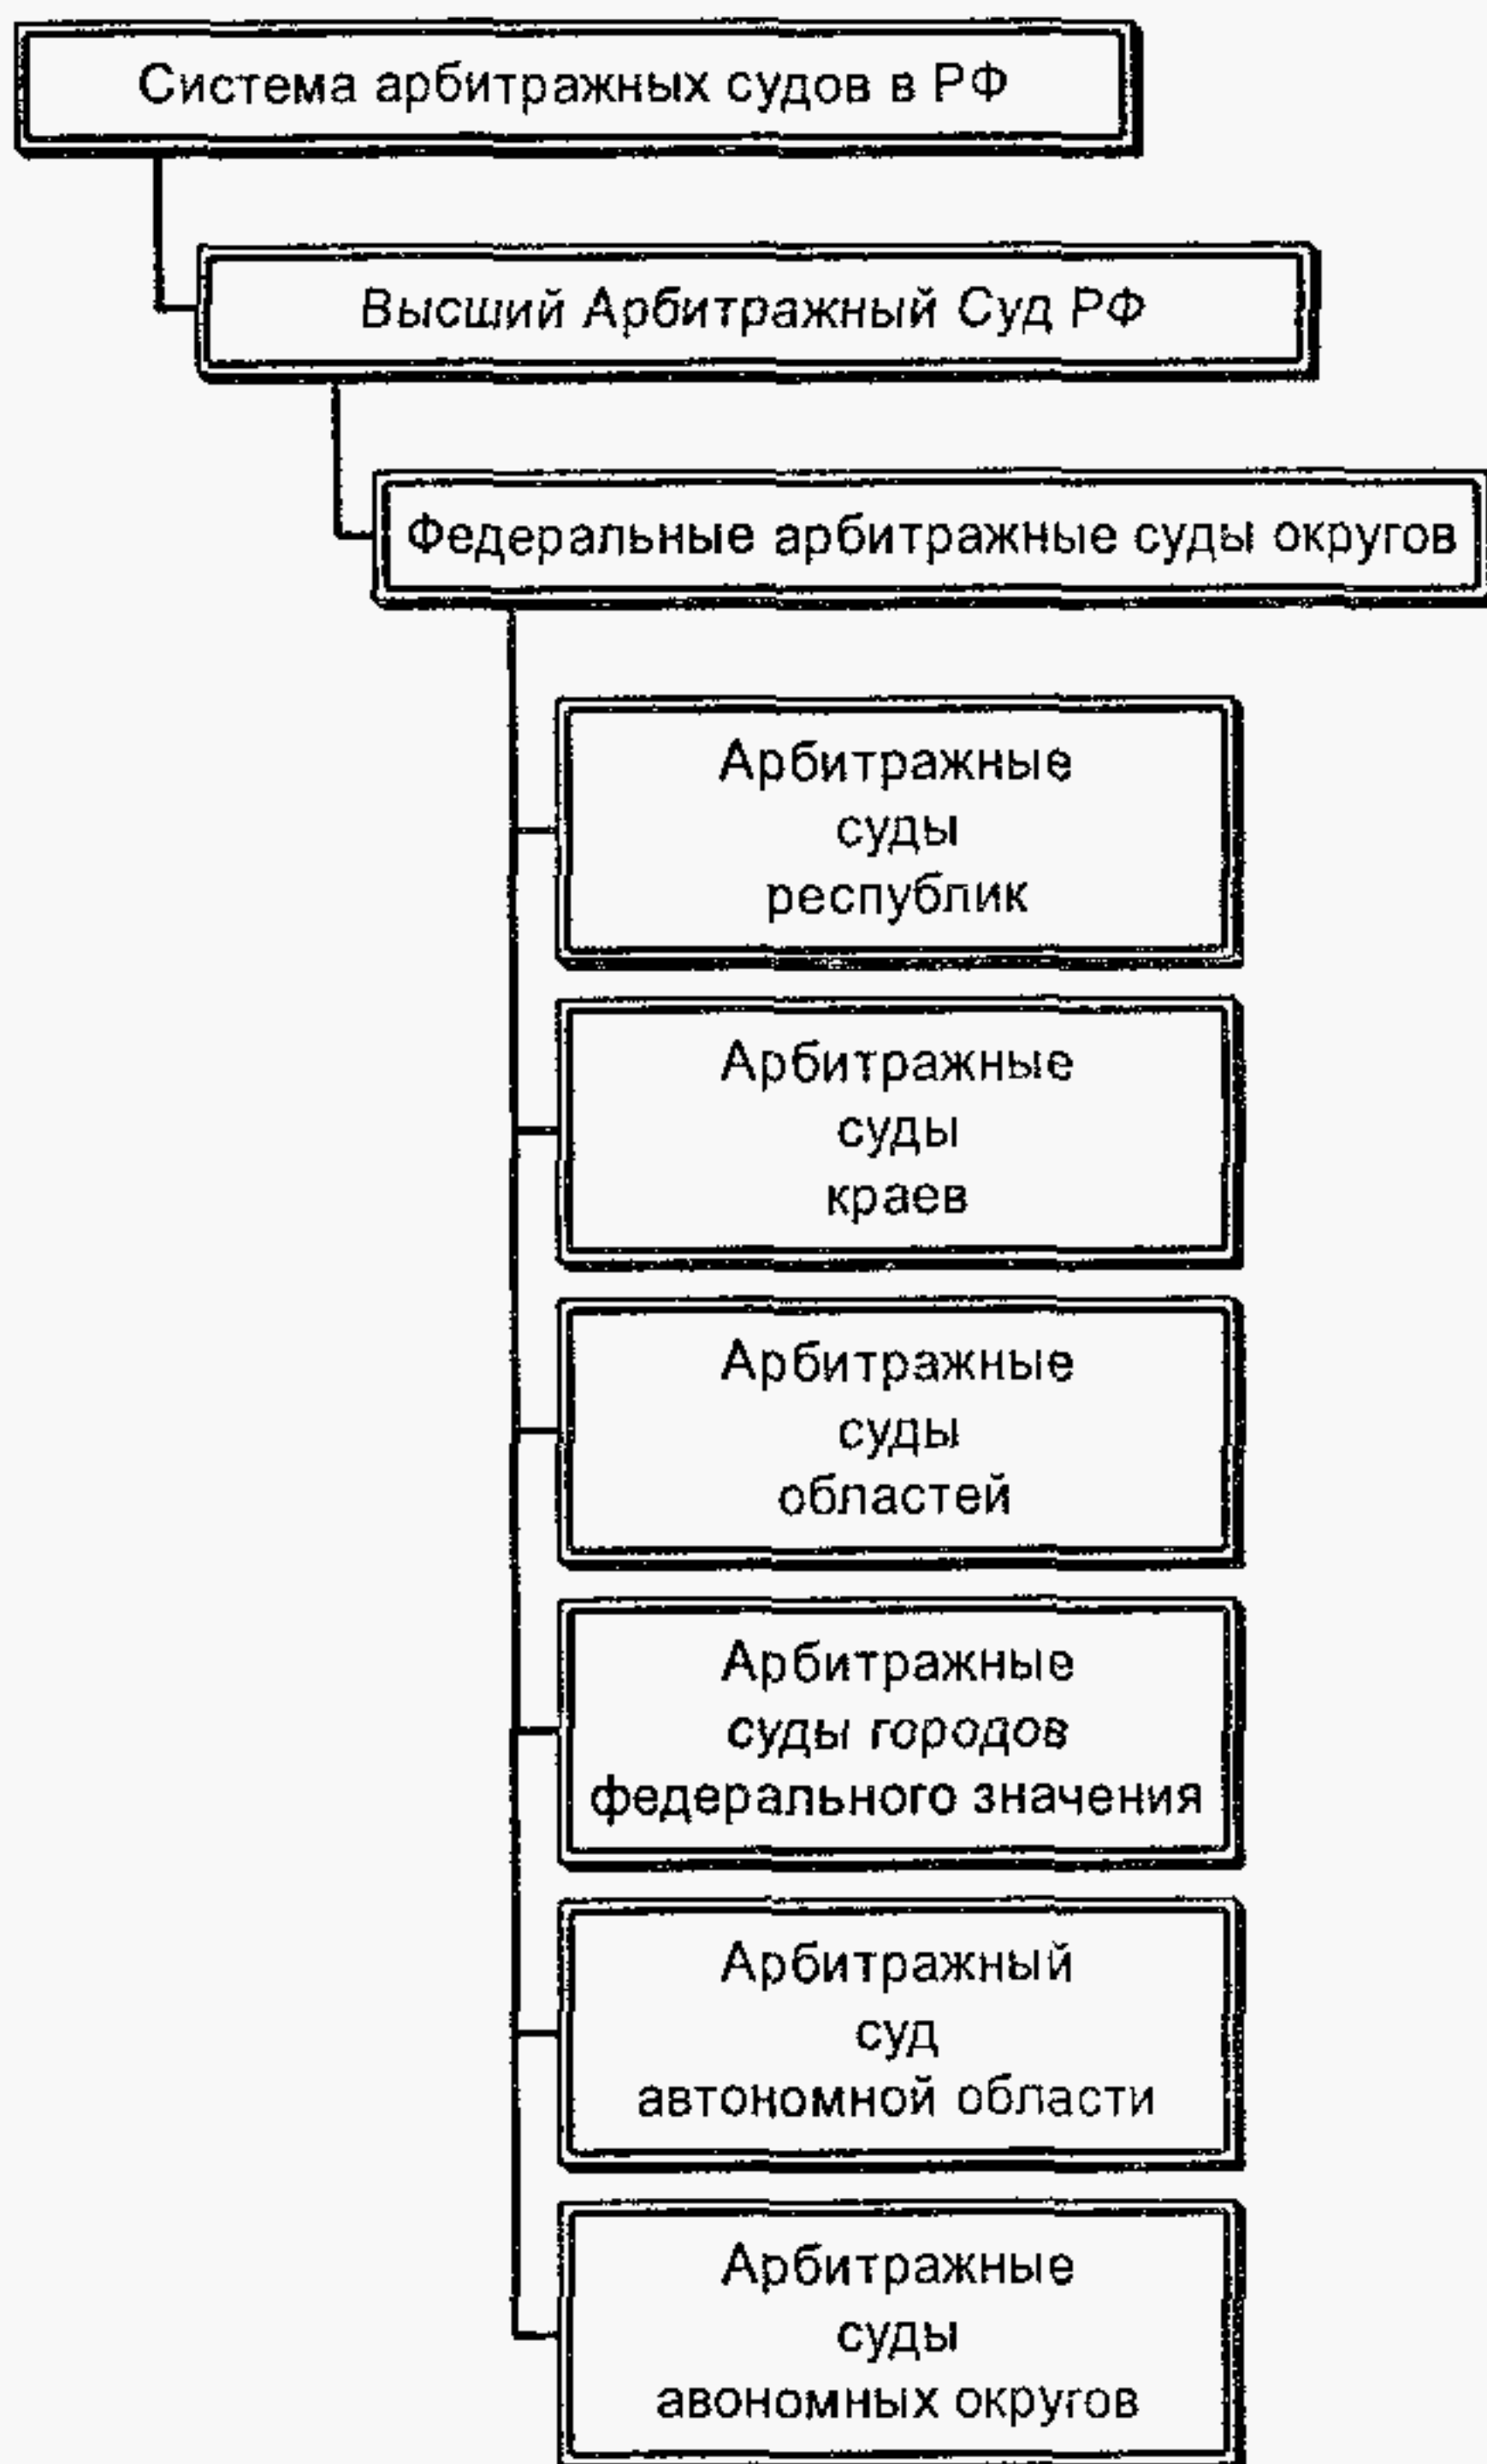 Система арбитражных судов в РФ
Высший Арбитражный Суд РФ
Федеральные арбитражные суды округов
Арбитражные
суды
республик
Арбитражные
суды
краев
Арбитражные
суды
областей
Арбитражные
суды городов
федерального значения
Арбитражный
суд
автономной области
Арбитражные
суды
авономных округов